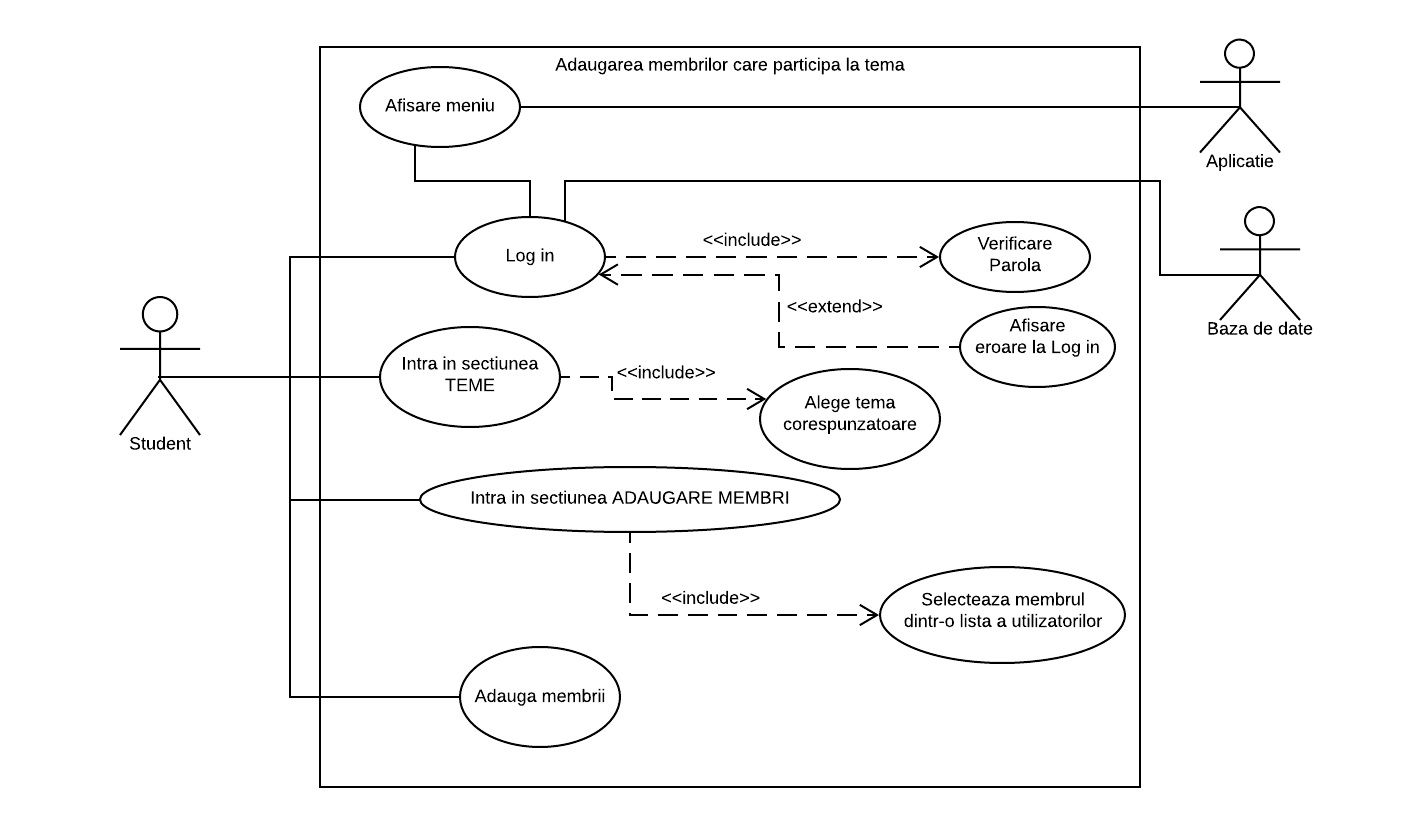 Adaugarea membrilor care participa la tema
Afisare meniu
Aplicatie
Log in
<<include>>
Verificare
Parola
<<extend>>
Afisare
eroare la Log in
Baza de date
Student
Intra in sectiunea
TEME
<<include>>
Alege tema
corespunzatoare
Intra in sectiunea ADAUGARE MEMBRI
<<include>>
Selecteaza membrul
dintr-o lista a utilizatorilor
Adauga membrii